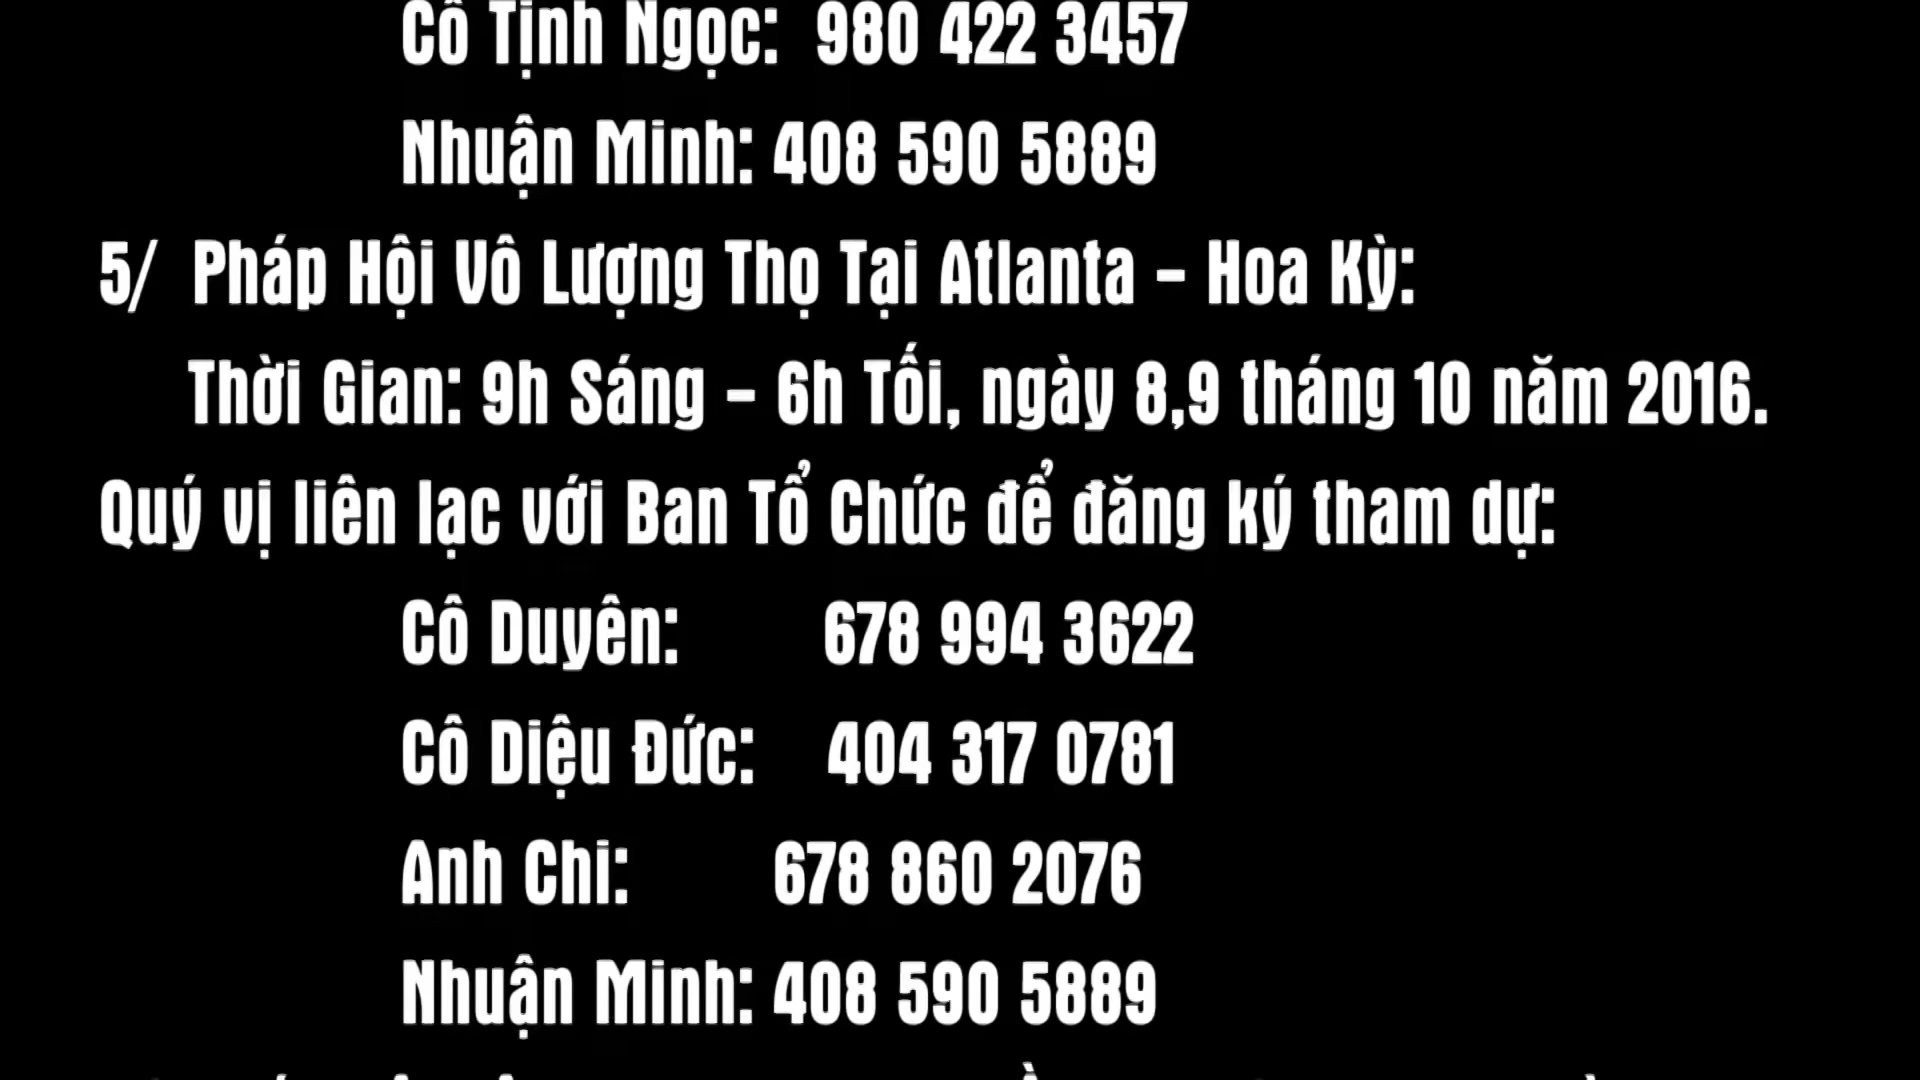 Cô Tịnh Ngọc: 980 422 3457
Nhuận Minh: 408 590 5889
5/ Pháp Hội Vô Lượng Thọ Tại Atlanta – Hoa Kỳ:
Thời Gian: 9h Sáng – 6h Tối, ngày 8,9 tháng 10 năm 2016.
Quý vị liên lạc với Ban Tổ Chức để đăng ký tham dự:
Cô Duyên: 678 994 3622
Cô Diệu Đức: 404 317 0781
Anh Chi: 678 860 2076
Nhuận Minh: 408 590 5889